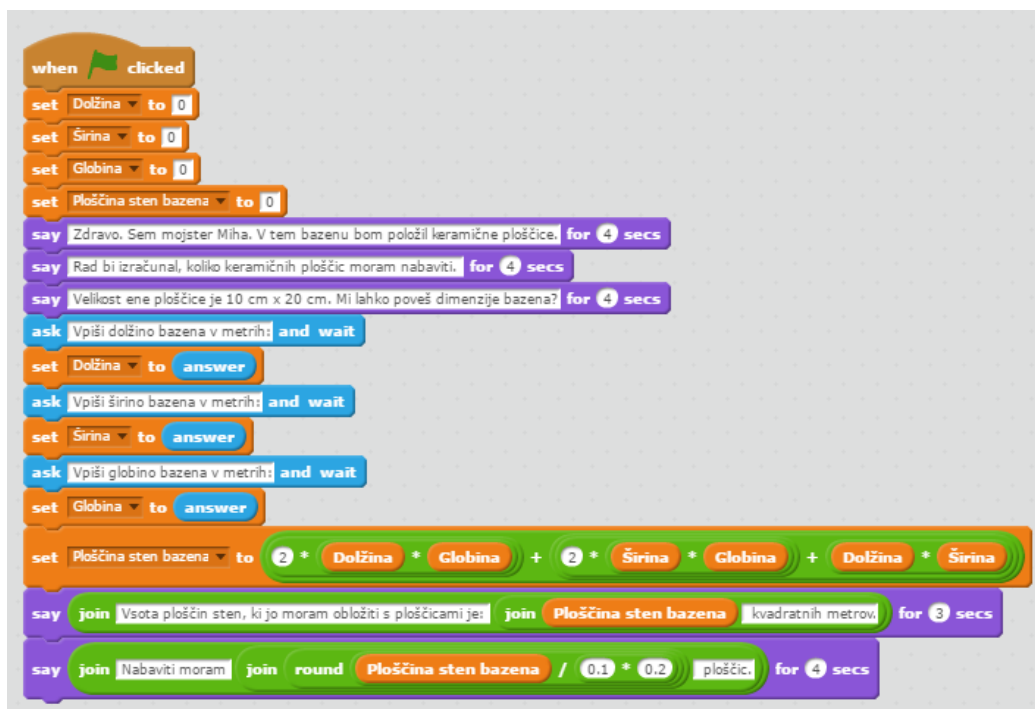 when clicked
set Dolžina to 0
set Širina to 0
set Globina to 0
set Ploščina sten bazena to 0
say Zdravo. Sem mojster Miha. V tem bazenu bom položil keramične ploščice. for 4 secs
say Rad bi izračunal, koliko keramičnih ploščic moram nabaviti. for 4 secs
say Velikost ene ploščice je 10 cm x 20 cm. Mi lahko poveš dimenzije bazena? for 4 secs
ask Vpiši dolžino bazena v metrih: and wait
set Dolžina to answer
ask Vpiši širino bazena v metrih: and wait
set Širina to answer
ask Vpiši globino bazena v metrih: and wait
set Globina to answer
set Ploščina sten bazena to 2 * Dolžina * Globina + 2 * Širina * Globina + Dolžina * Širina
say join Vsota ploščin sten, ki jo moram obložiti s ploščicami je: join Ploščina sten bazena kvadratnih metrov. for 3 secs
say join Nabaviti moram join round Ploščina sten bazena / 0.1 * 0.2 ploščic. for 4 secs